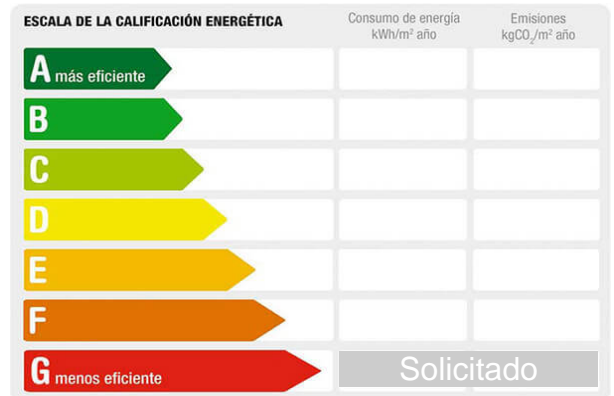 ESCALA DE LA CALIFICACIÓN ENERGÉTICA
Consumo de energía
kWh/m² año
Emisiones
kgCO₂/m² año
A más eficiente
B
C
D
E
F
G menos eficiente
Solicitado